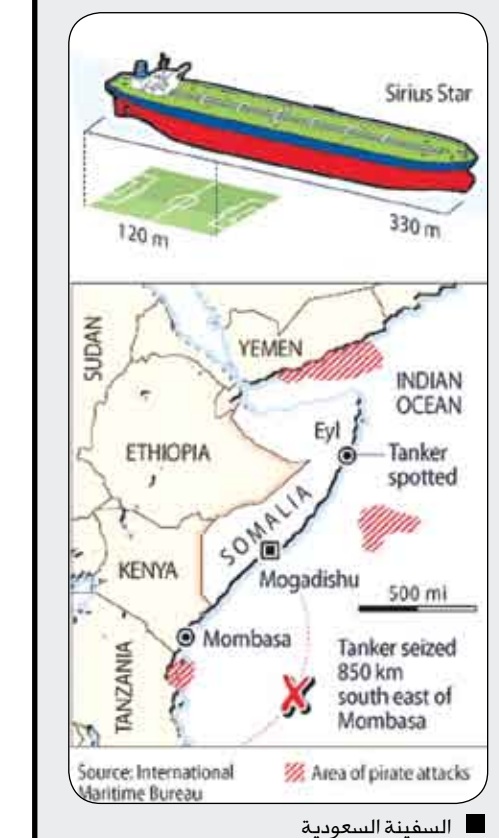 Sirius Star
120 m
330 m
SUDAN
YEMEN
INDIAN
OCEAN
ETHIOPIA
Eyl
Tanker
spotted
SOMALIA
KENYA
Mogadishu
500 mi
Mombasa
TANZANIA
Tanker seized
850 km
south east of
Mombasa
X
Source: International
Maritime Bureau
Area of pirate attacks
السفينة السعودية